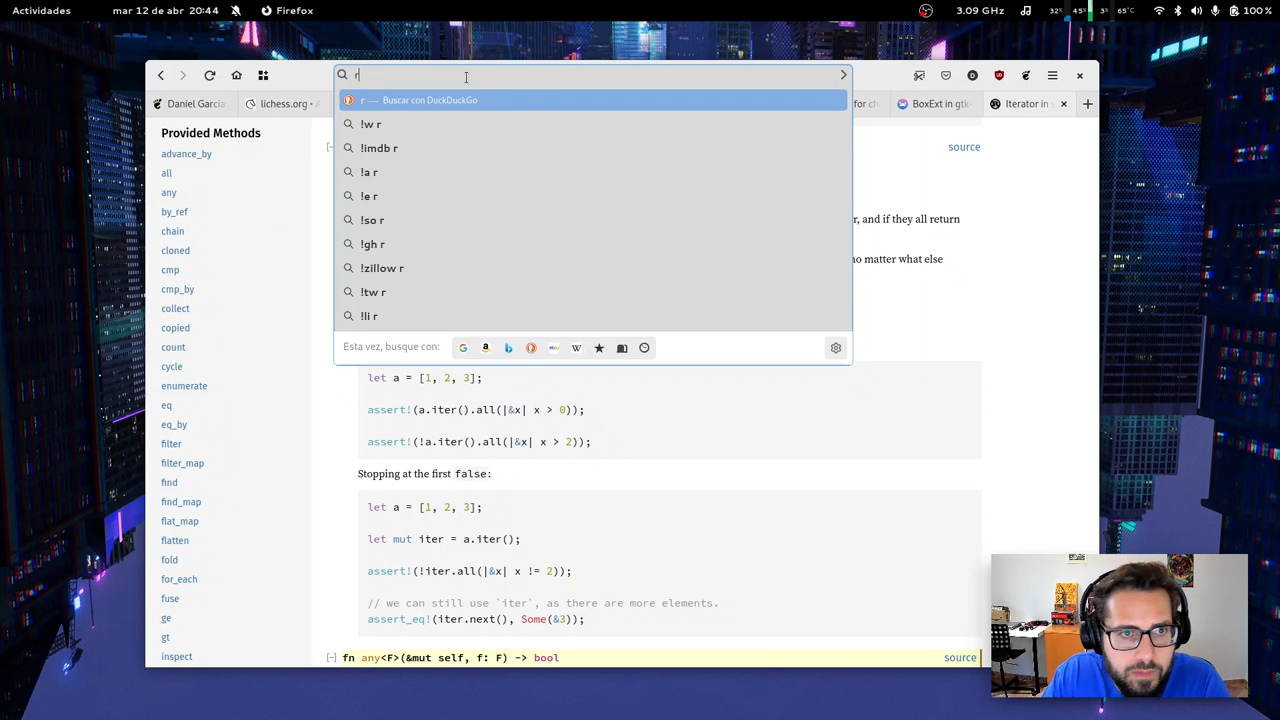 Actividades mar 12 de abr 20:44 Firefox 3.09 GHz 32% 45% 3% 65°C 100 %
r
Daniel Garcia lichess.org • for ch BoxExt in gtk Iterator in s
r — Buscar con DuckDuckGo
!w r
!imdb r
!a r
!e r
!so r
!gh r
!zillow r
!tw r
!li r
Esta vez, busque con:
Provided Methods
advance_by
all
any
by_ref
chain
cloned
cmp
cmp_by
collect
copied
count
cycle
enumerate
eq
eq_by
filter
filter_map
find
find_map
flat_map
flatten
fold
for_each
fuse
ge
gt
inspect
[- source
r, and if they all return
no matter what else
let a = [1, 2, 3];
assert!(a.iter().all(|&x| x > 0));
assert!(!a.iter().all(|&x| x > 2));
Stopping at the first false:
let a = [1, 2, 3];
let mut iter = a.iter();
assert!(!iter.all(|&x| x != 2));
// we can still use `iter`, as there are more elements.
assert_eq!(iter.next(), Some(&3));
[-] fn any<F>(&mut self, f: F) -> bool source